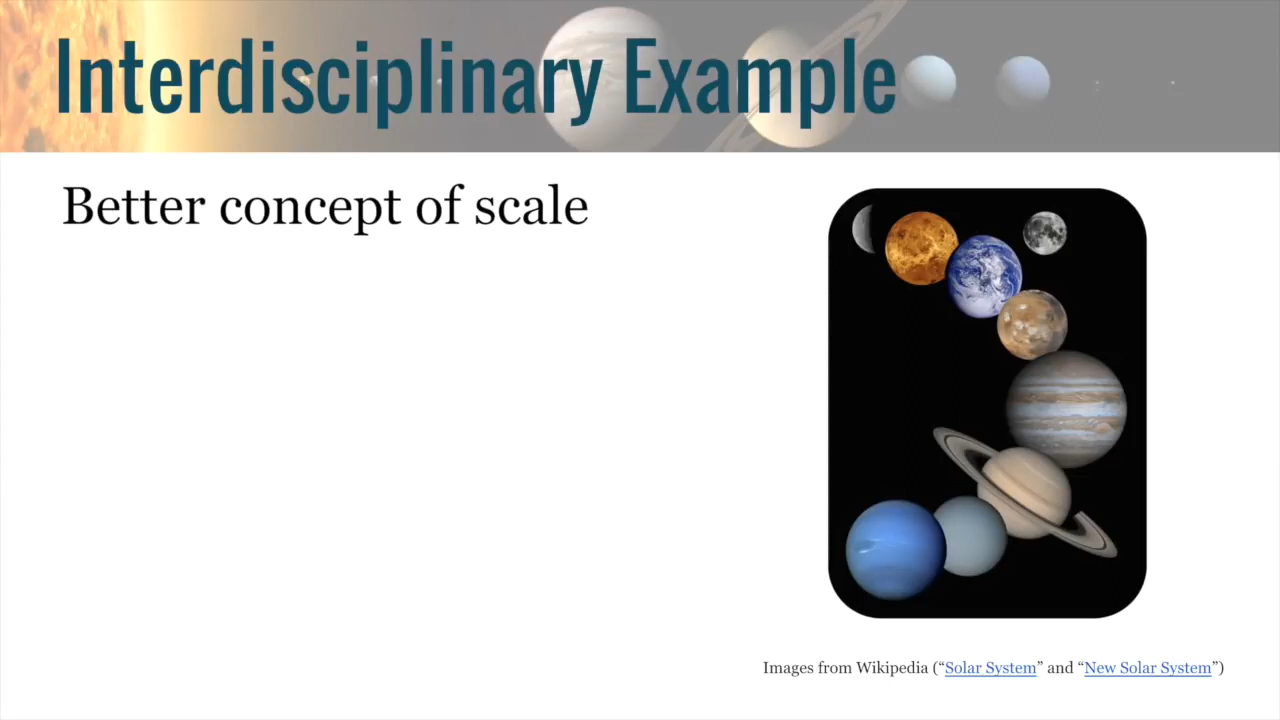 Interdisciplinary Example
Better concept of scale
Images from Wikipedia (“Solar System” and “New Solar System”)